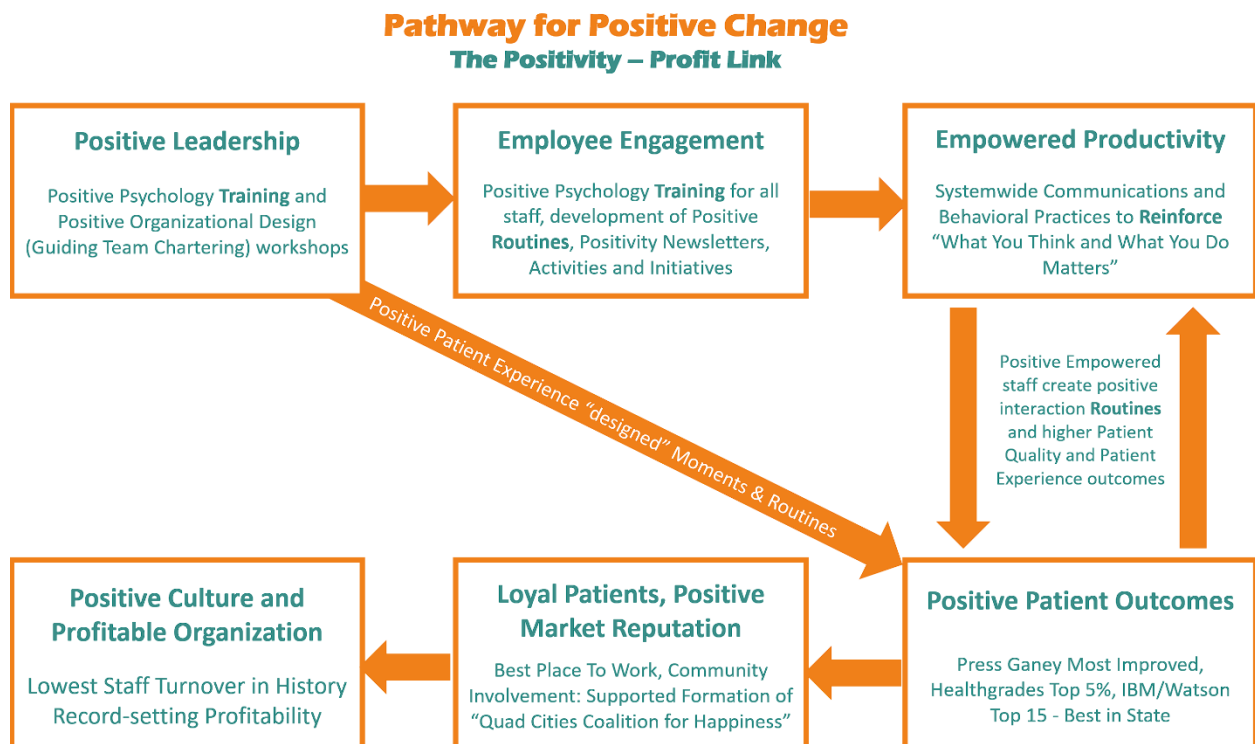 Pathway for Positive Change
The Positivity – Profit Link
Positive Leadership
Positive Psychology Training and
Positive Organizational Design
(Guiding Team Chartering) workshops
Employee Engagement
Positive Psychology Training for all
staff, development of Positive
Routines, Positivity Newsletters,
Activities and Initiatives
Empowered Productivity
Systemwide Communications and
Behavioral Practices to Reinforce
“What You Think and What You Do
Matters”
Positive Patient Experience “designed” Moments & Routines
Positive Empowered
staff create positive
interaction Routines
and higher Patient
Quality and Patient
Experience outcomes
Positive Patient Outcomes
Press Ganey Most Improved,
Healthgrades Top 5%, IBM/Watson
Top 15 - Best in State
Loyal Patients, Positive
Market Reputation
Best Place To Work, Community
Involvement: Supported Formation of
“Quad Cities Coalition for Happiness”
Positive Culture and
Profitable Organization
Lowest Staff Turnover in History
Record-setting Profitability